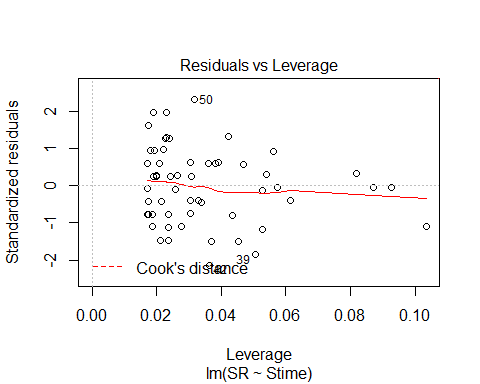 Residuals vs Leverage
Standardized residuals
2
1
0
-1
-2
50
39
42
Cook's distance
0.00
0.02
0.04
0.06
0.08
0.10
Leverage
lm(SR ~ Stime)